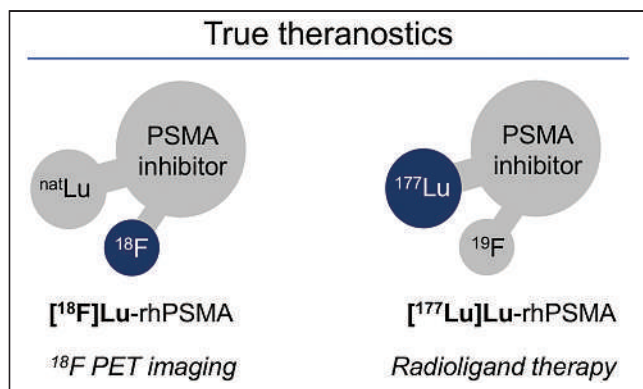 True theranostics
PSMA
inhibitor
natLu
18F
[18F]Lu-rhPSMA
18F PET imaging
PSMA
inhibitor
177Lu
19F
[177Lu]Lu-rhPSMA
Radioligand therapy